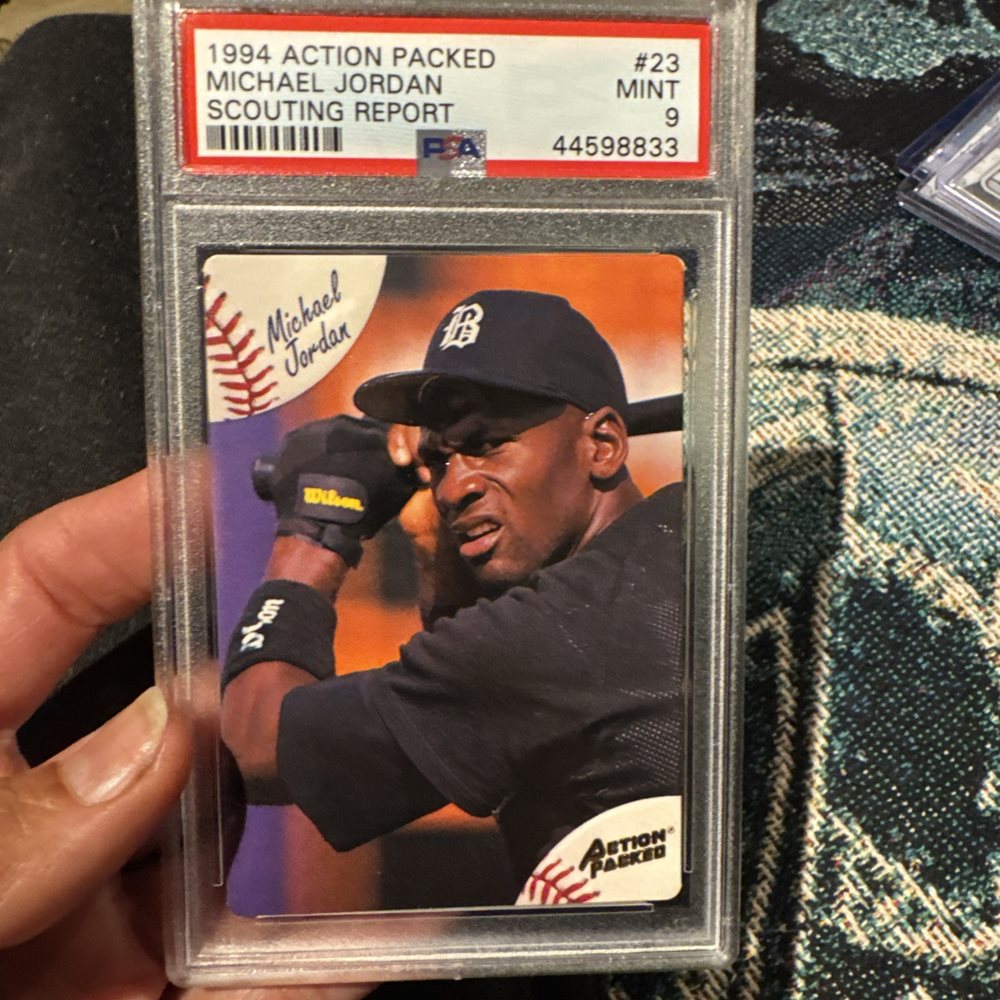 1994 ACTION PACKED #23
MICHAEL JORDAN MINT
SCOUTING REPORT 9
PSA 44598833
Michael
Jordan
B
Wilson
ACTION®
PACKED